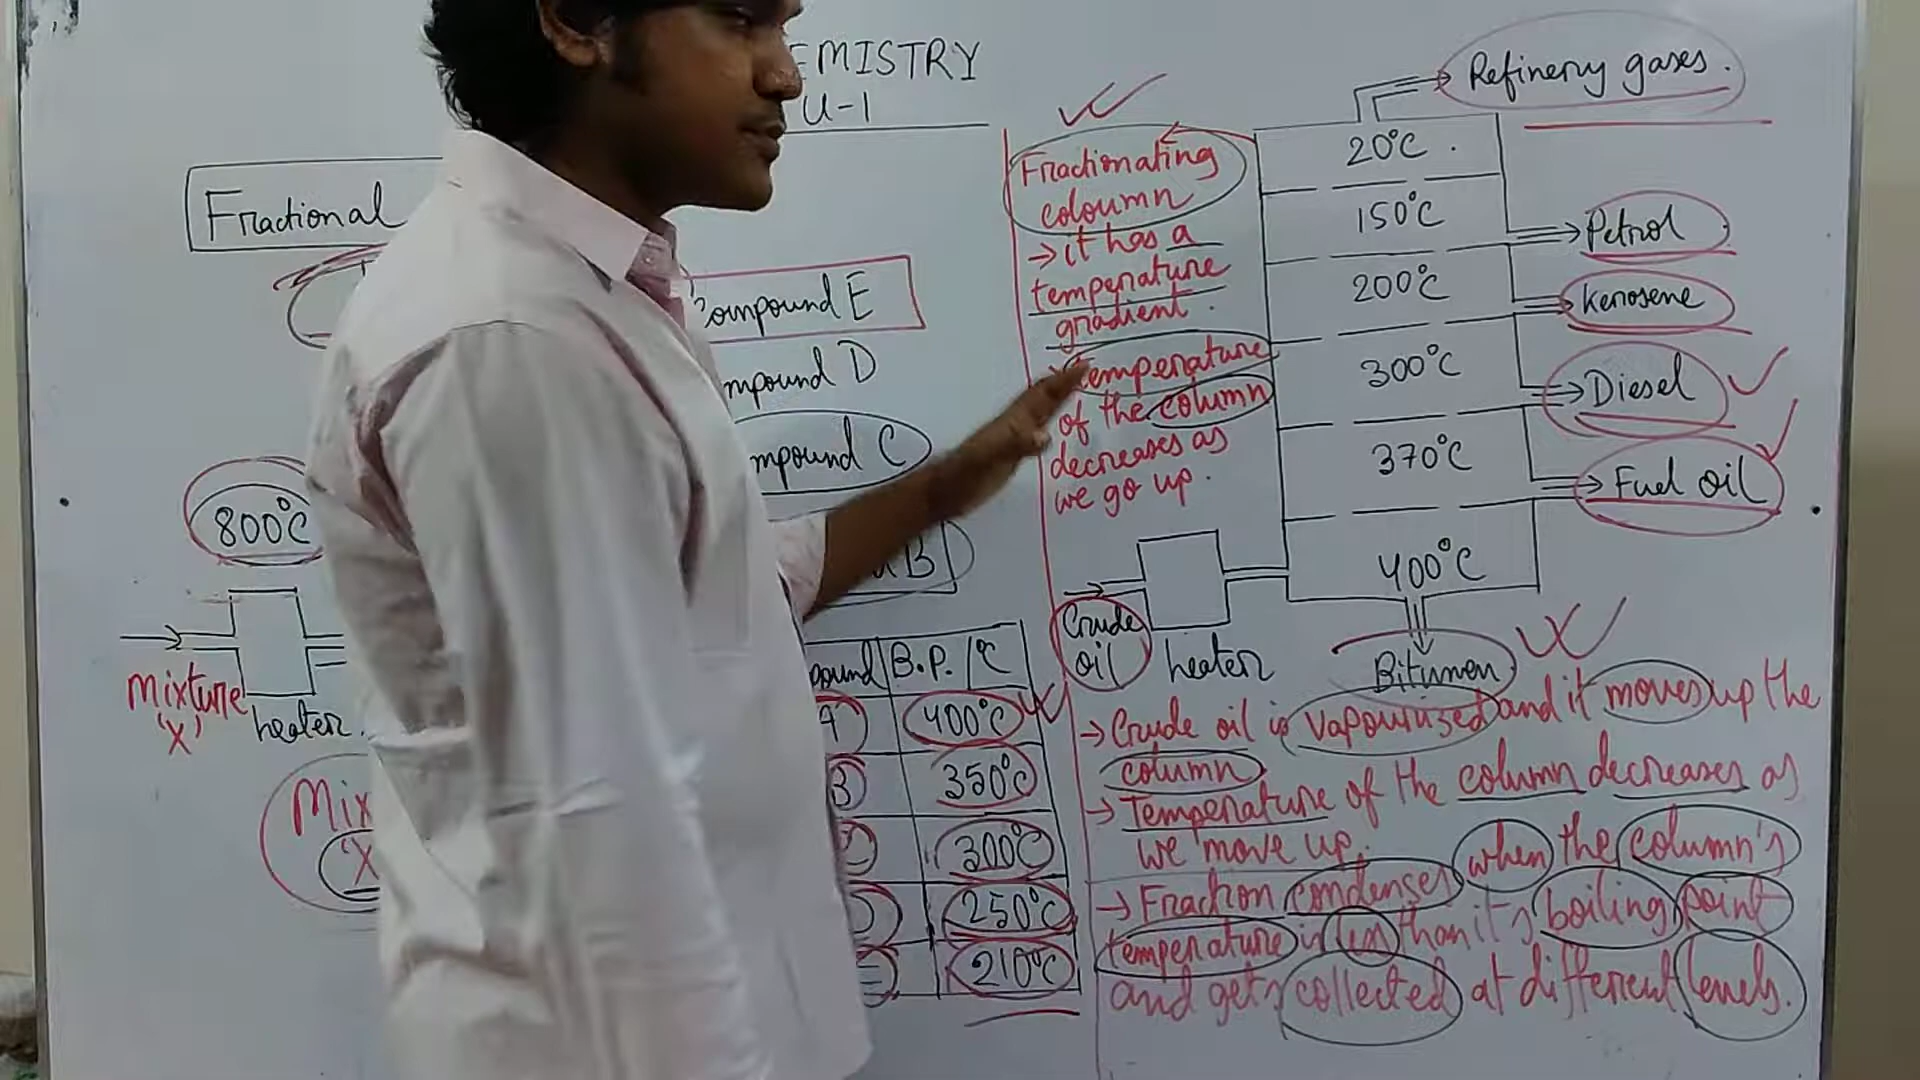 EMISTRY
U-1
Fractional
Compound E
mpound D
mpound C
B
800°C
Mixture
'X'
heater.
Mix
'X
pound B.P./°C
A 400°C
B 350°C
C 300°C
D 250°C
E 210°C
Fractionating
coloumn
→ it has a
temperature
gradient.
→ temperature
of the column
decreases as
we go up.
Refinery gases.
20°C.
150°C
Petrol
200°C
Kerosene
300°C
Diesel
370°C
Fuel oil
400°C
Crude
oil
heater
Bitumen
→ Crude oil is vapourized and it moves up the
column
→ Temperature of the column decreases as
we move up.
→ Fraction condenses when the column's
temperature is less than it's boiling point
and gets collected at different levels.